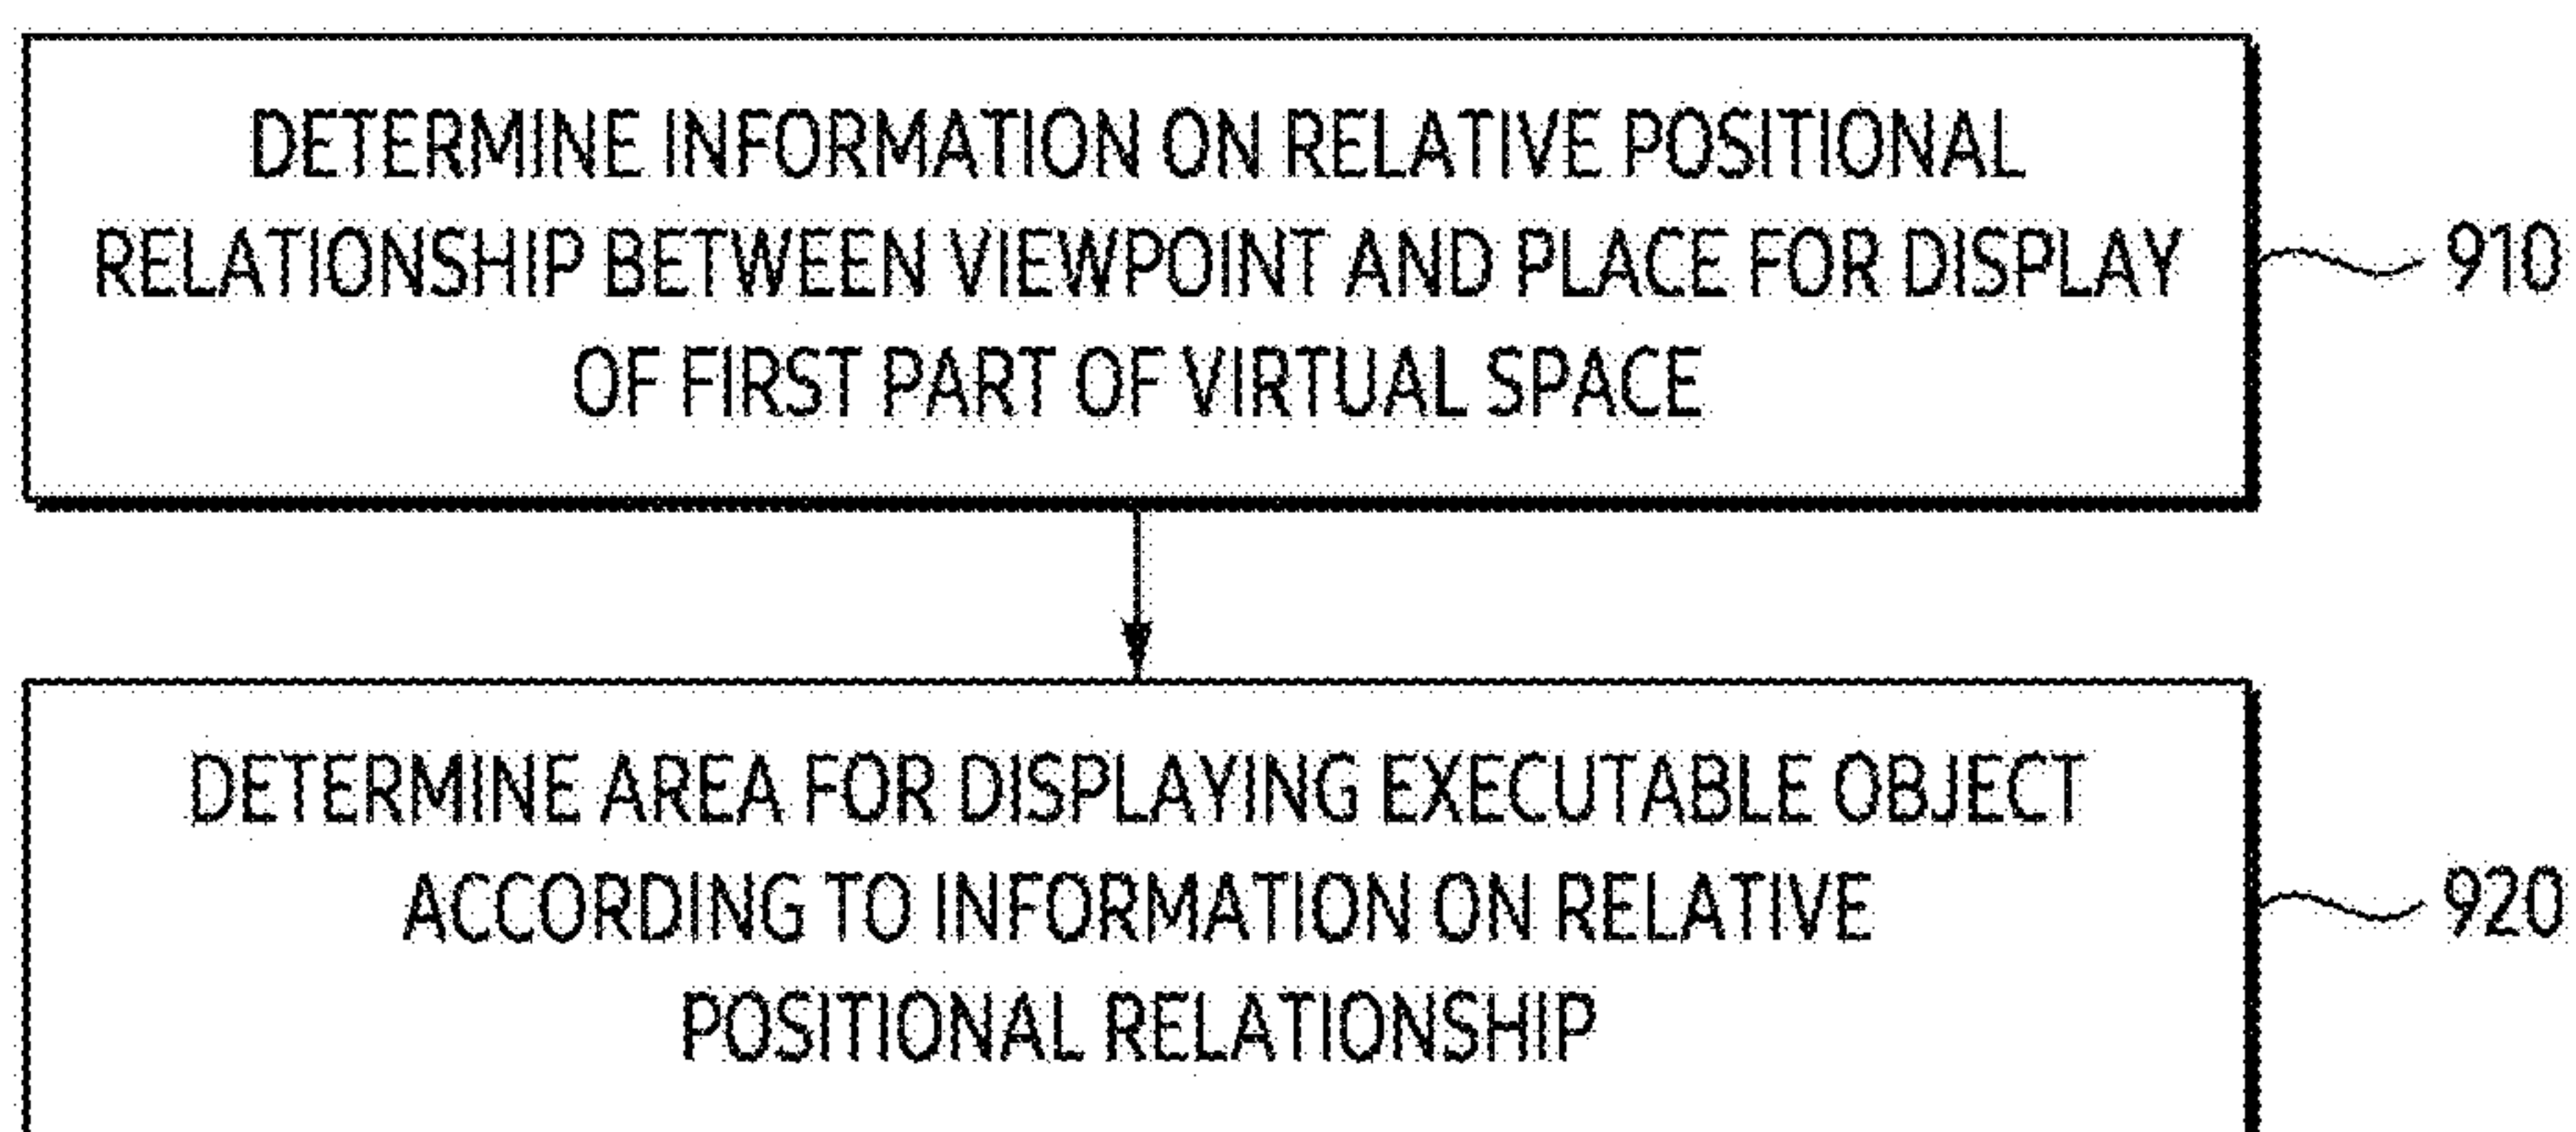 DETERMINE INFORMATION ON RELATIVE POSITIONAL
RELATIONSHIP BETWEEN VIEWPOINT AND PLACE FOR DISPLAY
OF FIRST PART OF VIRTUAL SPACE
910
DETERMINE AREA FOR DISPLAYING EXECUTABLE OBJECT
ACCORDING TO INFORMATION ON RELATIVE
POSITIONAL RELATIONSHIP
920